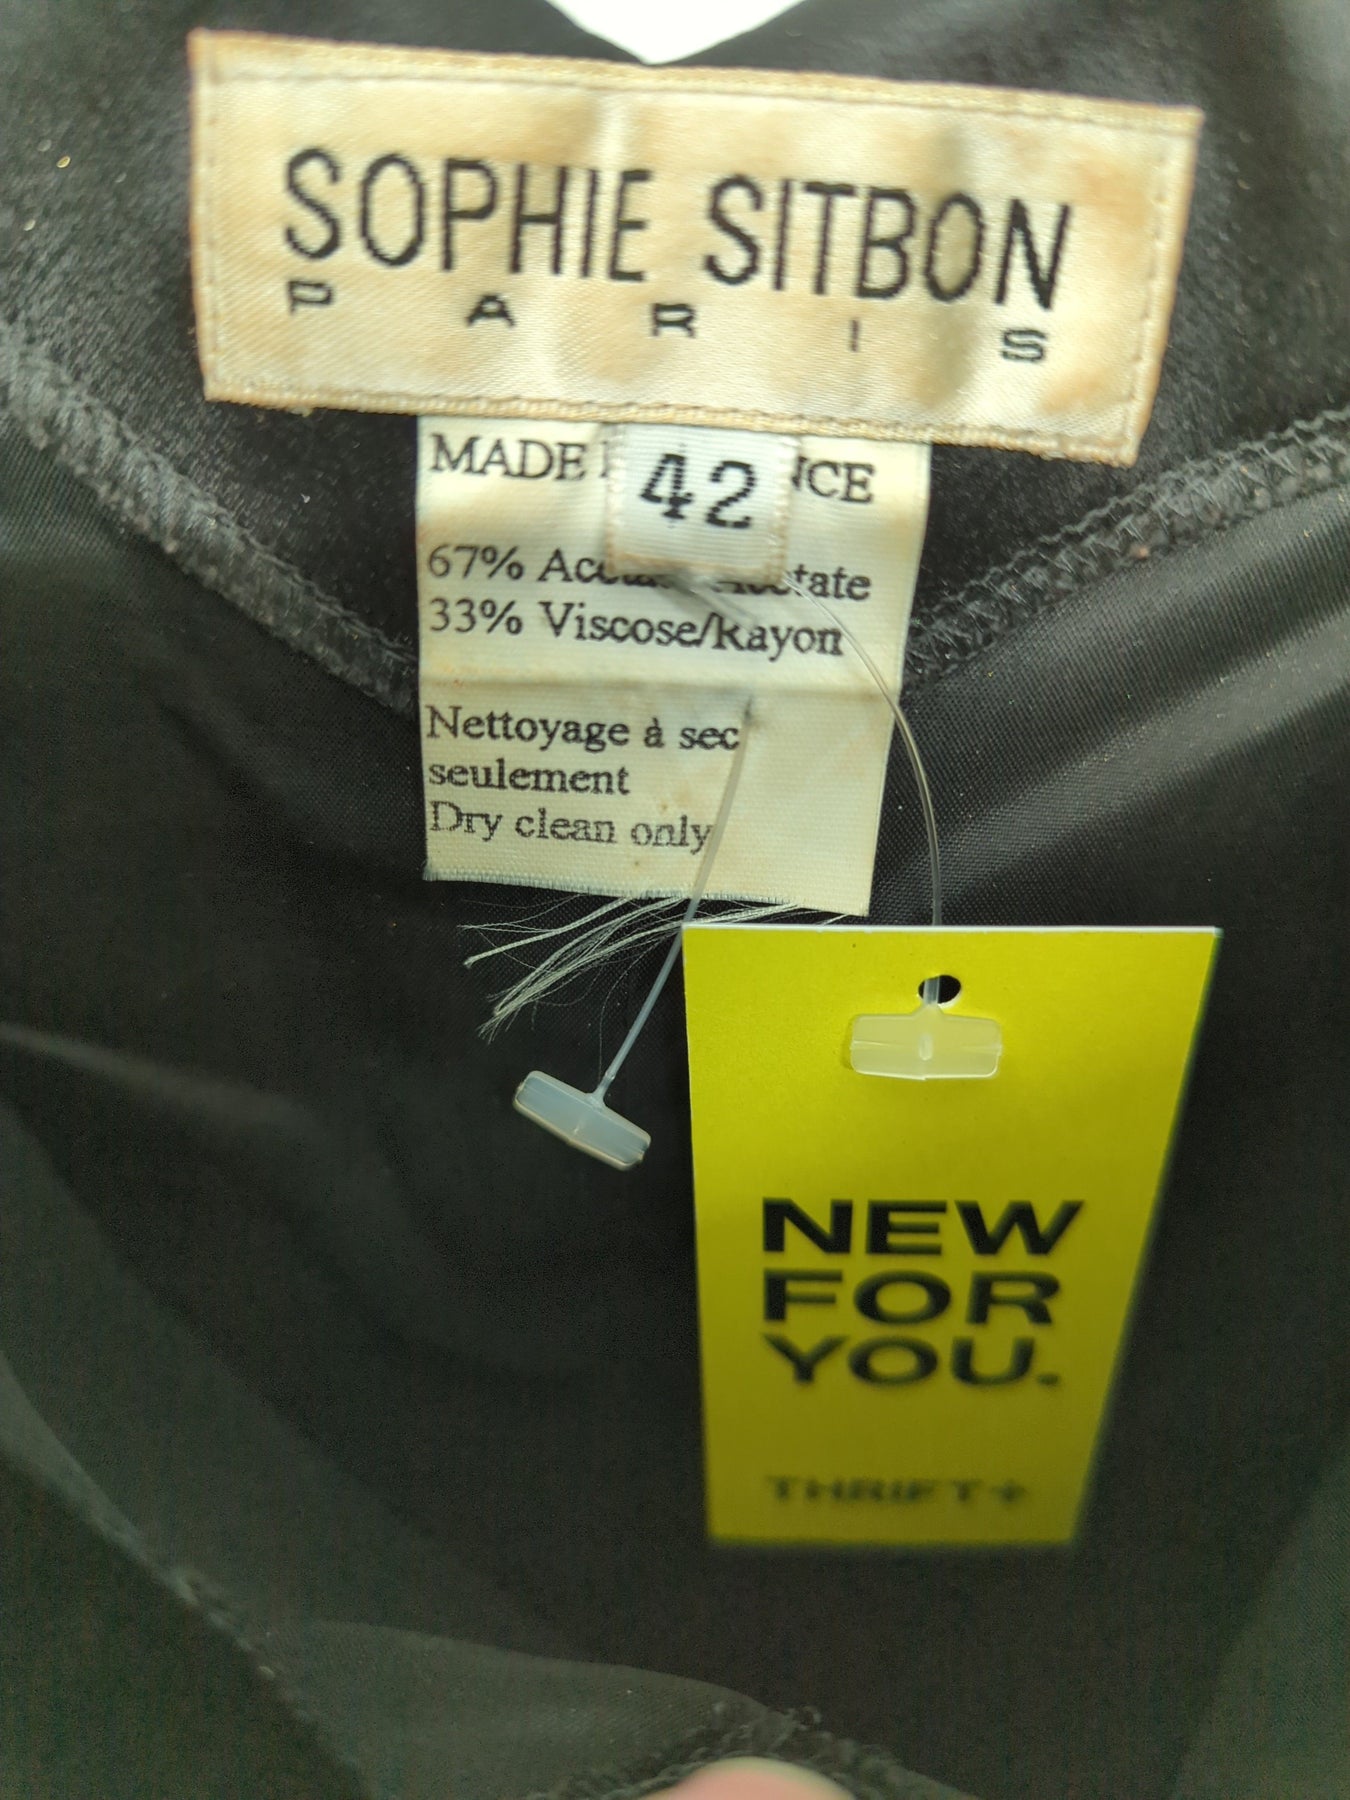 SOPHIE SITBON
PARIS
42
MADE
67% Acetate
33% Viscose/Rayon
Nettoyage à sec
seulement
Dry clean only
NEW
FOR
YOU.
THRIFT+